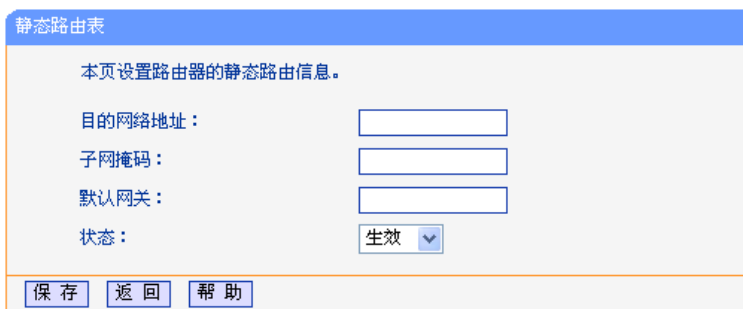 静态路由表
本页设置路由器的静态路由信息。
目的网络地址：
子网掩码：
默认网关：
状态： 生效
保 存 返 回 帮 助